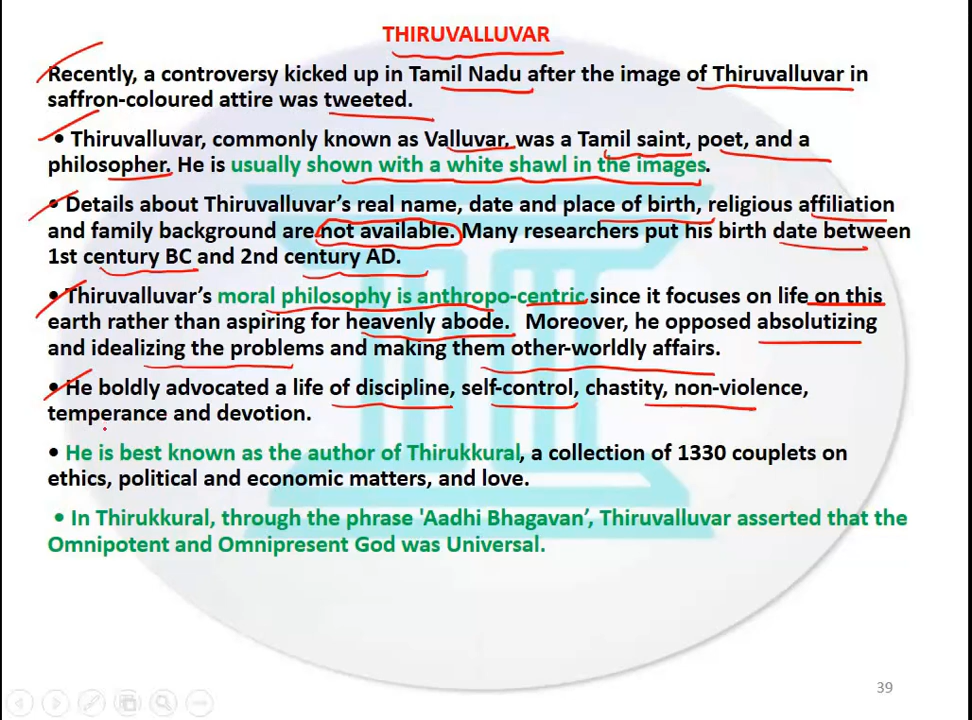 THIRUVALLUVAR
Recently, a controversy kicked up in Tamil Nadu after the image of Thiruvalluvar in
saffron-coloured attire was tweeted.
• Thiruvalluvar, commonly known as Valluvar, was a Tamil saint, poet, and a
philosopher. He is usually shown with a white shawl in the images.
• Details about Thiruvalluvar’s real name, date and place of birth, religious affiliation
and family background are not available. Many researchers put his birth date between
1st century BC and 2nd century AD.
• Thiruvalluvar’s moral philosophy is anthropo-centric since it focuses on life on this
earth rather than aspiring for heavenly abode. Moreover, he opposed absolutizing
and idealizing the problems and making them other-worldly affairs.
• He boldly advocated a life of discipline, self-control, chastity, non-violence,
temperance and devotion.
• He is best known as the author of Thirukkural, a collection of 1330 couplets on
ethics, political and economic matters, and love.
• In Thirukkural, through the phrase 'Aadhi Bhagavan’, Thiruvalluvar asserted that the
Omnipotent and Omnipresent God was Universal.
39